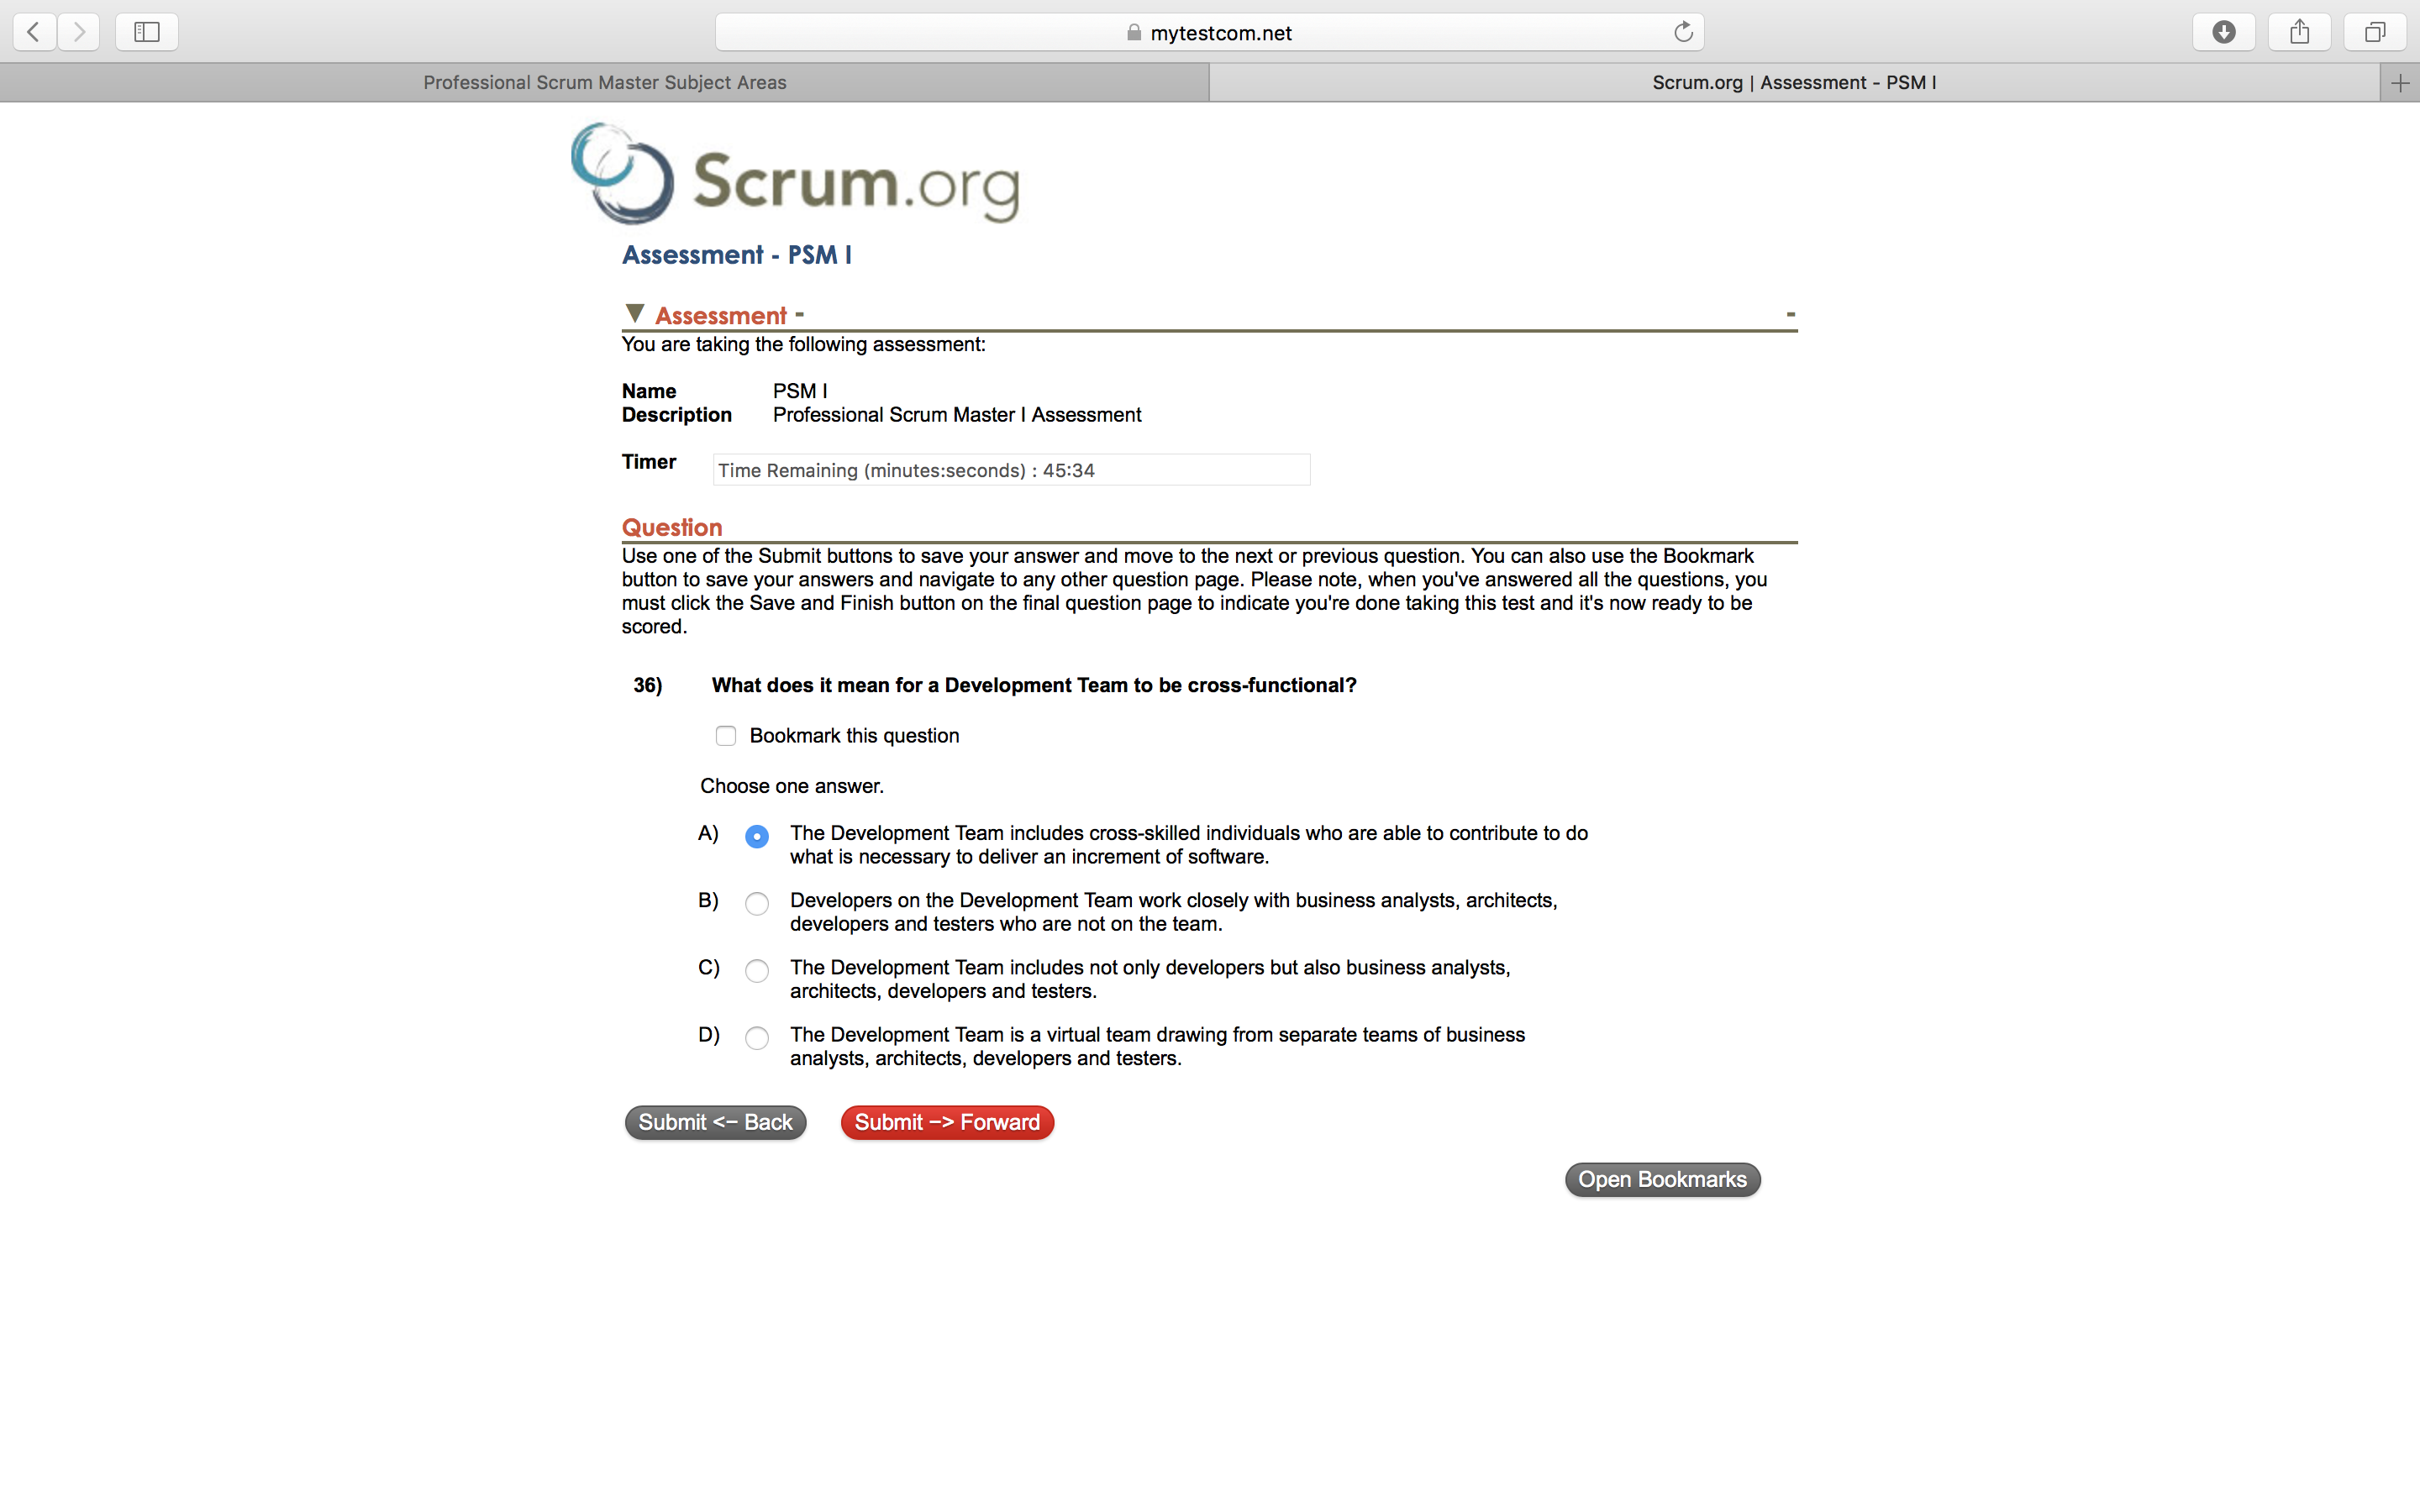 mytestcom.net
Professional Scrum Master Subject Areas
Scrum.org | Assessment - PSM I
Scrum.org
Assessment - PSM I
▼ Assessment - -
You are taking the following assessment:
Name PSM I
Description Professional Scrum Master I Assessment
Timer Time Remaining (minutes:seconds) : 45:34
Question
Use one of the Submit buttons to save your answer and move to the next or previous question. You can also use the Bookmark
button to save your answers and navigate to any other question page. Please note, when you've answered all the questions, you
must click the Save and Finish button on the final question page to indicate you're done taking this test and it's now ready to be
scored.
36) What does it mean for a Development Team to be cross-functional?
Bookmark this question
Choose one answer.
A) The Development Team includes cross-skilled individuals who are able to contribute to do
what is necessary to deliver an increment of software.
B) Developers on the Development Team work closely with business analysts, architects,
developers and testers who are not on the team.
C) The Development Team includes not only developers but also business analysts,
architects, developers and testers.
D) The Development Team is a virtual team drawing from separate teams of business
analysts, architects, developers and testers.
Submit <− Back Submit −> Forward
Open Bookmarks